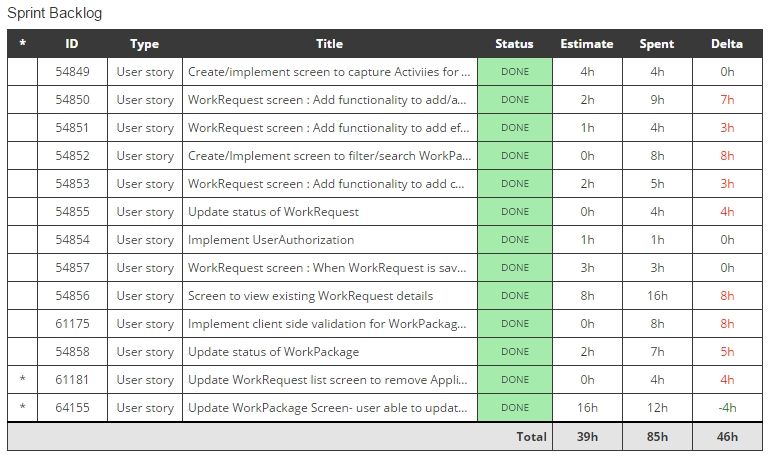 Sprint Backlog
* ID Type Title Status Estimate Spent Delta
54849 User story Create/implement screen to capture Activiies for ... DONE 4h 4h 0h
54850 User story WorkRequest screen : Add functionality to add/a... DONE 2h 9h 7h
54851 User story WorkRequest screen : Add functionality to add ef... DONE 1h 4h 3h
54852 User story Create/Implement screen to filter/search WorkPa... DONE 0h 8h 8h
54853 User story WorkRequest screen : Add functionality to add c... DONE 2h 5h 3h
54855 User story Update status of WorkRequest DONE 0h 4h 4h
54854 User story Implement UserAuthorization DONE 1h 1h 0h
54857 User story WorkRequest screen : When WorkRequest is sav... DONE 3h 3h 0h
54856 User story Screen to view existing WorkRequest details DONE 8h 16h 8h
61175 User story Implement client side validation for WorkPackag... DONE 0h 8h 8h
54858 User story Update status of WorkPackage DONE 2h 7h 5h
* 61181 User story Update WorkRequest list screen to remove Appli... DONE 0h 4h 4h
* 64155 User story Update WorkPackage Screen- user able to updat... DONE 16h 12h -4h
Total 39h 85h 46h